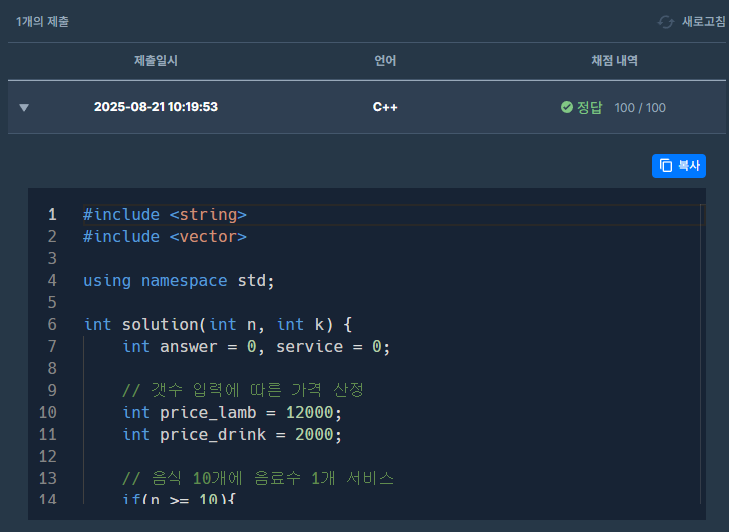 1개의 제출
새로고침
제출일시 언어 채점 내역
▼ 2025-08-21 10:19:53 C++ 정답 100 / 100
복사
1 #include <string>
2 #include <vector>
3
4 using namespace std;
5
6 int solution(int n, int k) {
7 int answer = 0, service = 0;
8
9 // 갯수 입력에 따른 가격 산정
10 int price_lamb = 12000;
11 int price_drink = 2000;
12
13 // 음식 10개에 음료수 1개 서비스
14 if(n >= 10){